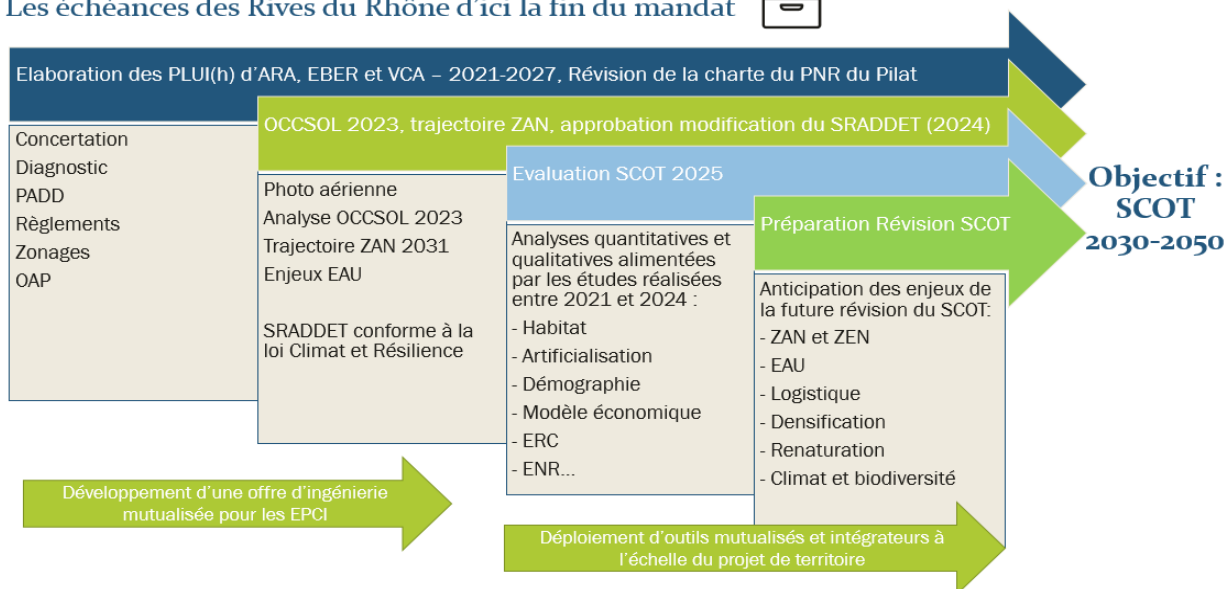 Les échéances des Rives du Rhône d'ici la fin du mandat
Elaboration des PLUI(h) d'ARA, EBER et VCA – 2021-2027, Révision de la charte du PNR du Pilat
Concertation
Diagnostic
PADD
Règlements
Zonages
OAP
OCCSOL 2023, trajectoire ZAN, approbation modification du SRADDET (2024)
Photo aérienne
Analyse OCCSOL 2023
Trajectoire ZAN 2031
Enjeux EAU
SRADDET conforme à la
loi Climat et Résilience
Evaluation SCOT 2025
Analyses quantitatives et
qualitatives alimentées
par les études réalisées
entre 2021 et 2024 :
- Habitat
- Artificialisation
- Démographie
- Modèle économique
- ERC
- ENR...
Préparation Révision SCOT
Anticipation des enjeux de
la future révision du SCOT:
- ZAN et ZEN
- EAU
- Logistique
- Densification
- Renaturation
- Climat et biodiversité
Objectif :
SCOT
2030-2050
Développement d'une offre d'ingénierie
mutualisée pour les EPCI
Déploiement d'outils mutualisés et intégrateurs à
l'échelle du projet de territoire